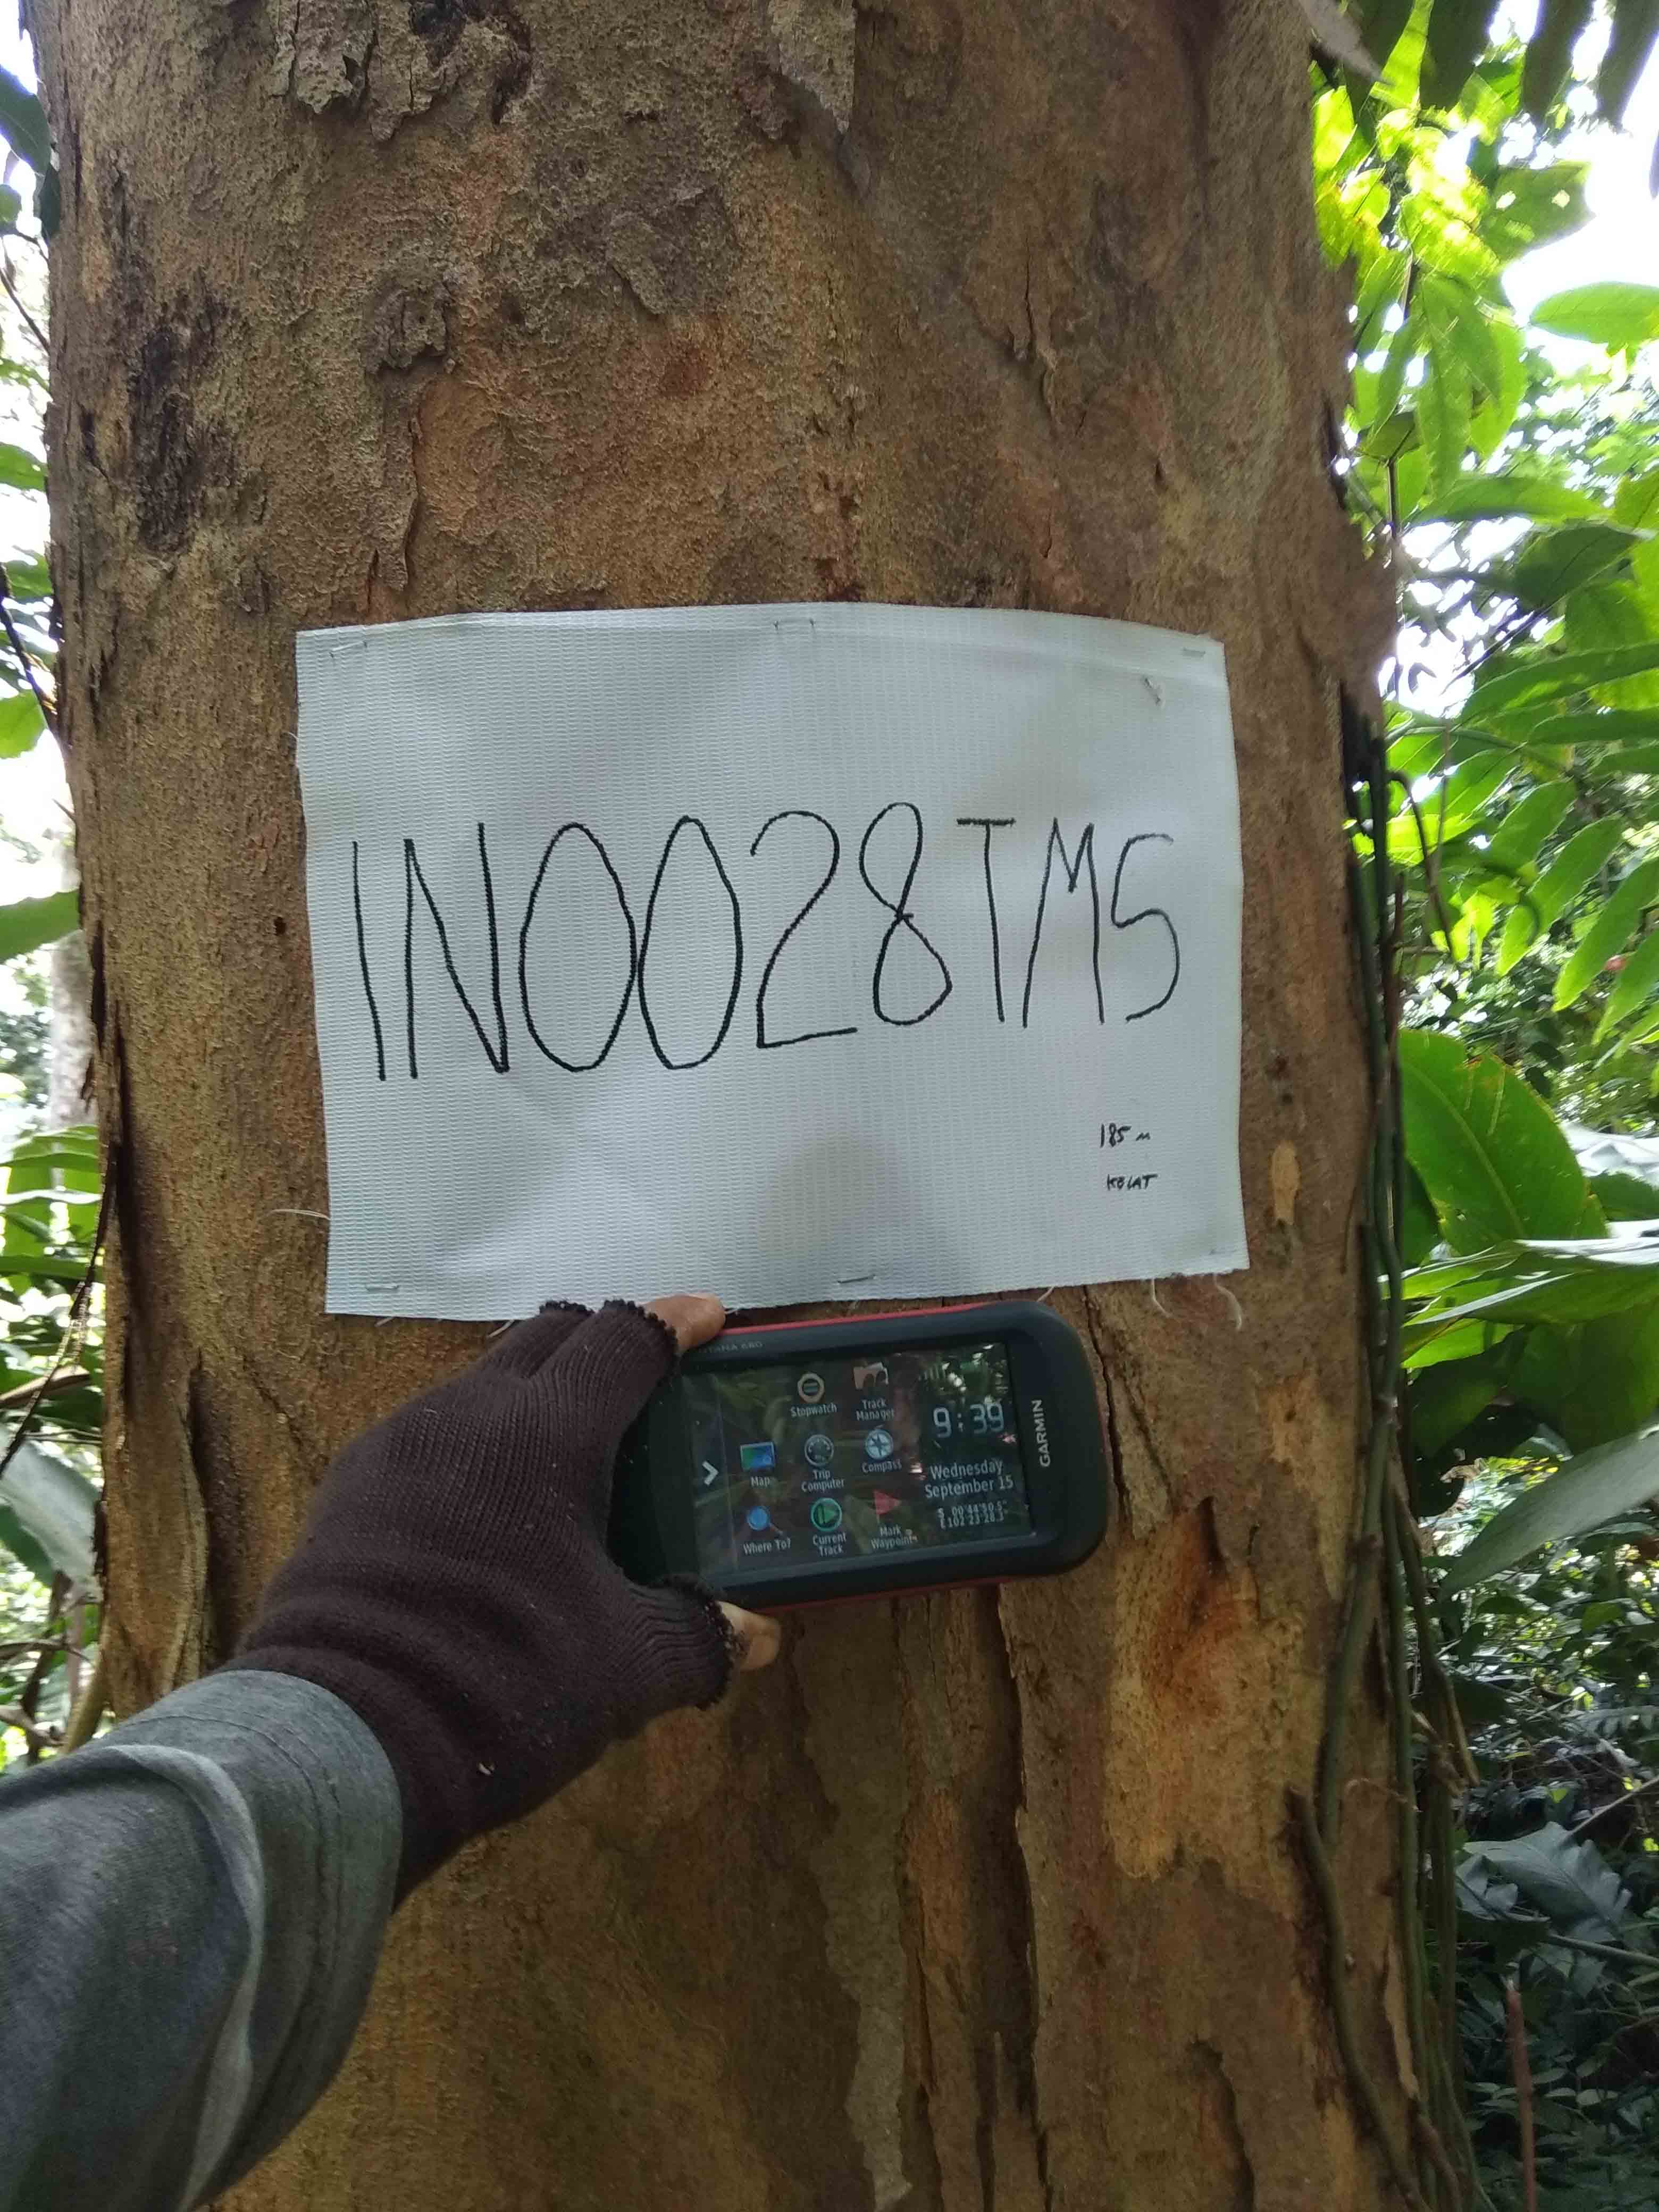 IN0028TMS
185 m
KELAT
Stopwatch
Track
Manager
9:39
GARMIN
Map
Trip
Computer
Compass
Wednesday
September 15
Where To?
Current
Track
Mark
Waypoint
S 00°44'50.5"
E 102°23'28.3"